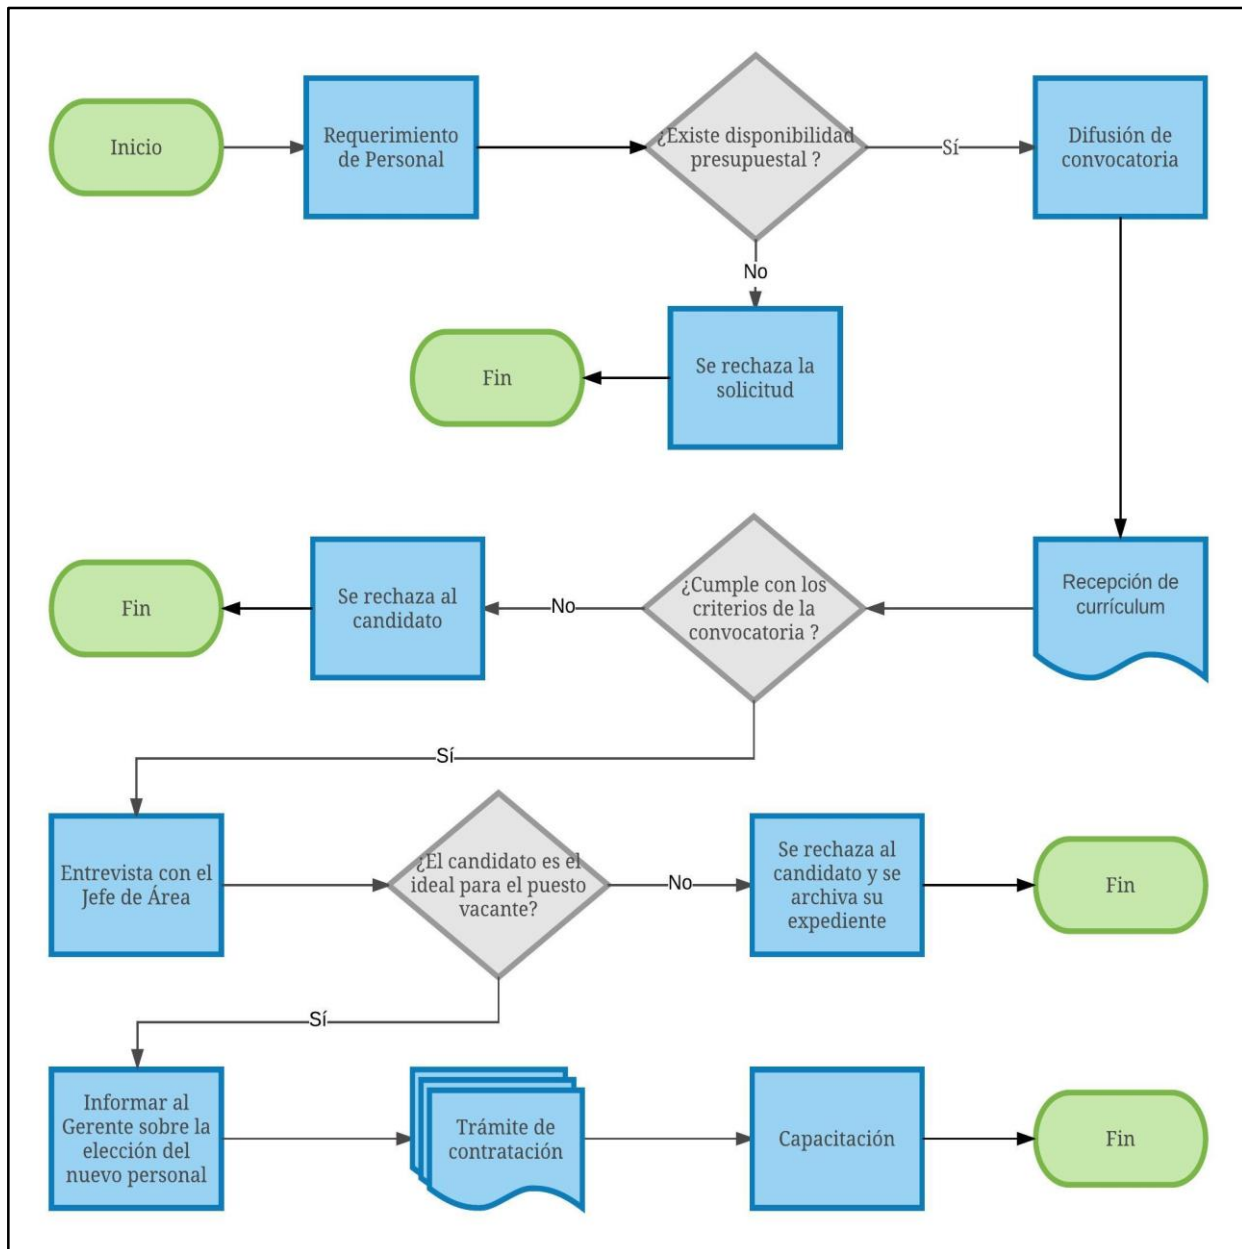 Inicio
Requerimiento
de Personal
¿Existe disponibilidad
presupuestal ?
Sí
Difusión de
convocatoria
No
Se rechaza la
solicitud
Fin
Recepción de
currículum
¿Cumple con los
criterios de la
convocatoria ?
No
Se rechaza al
candidato
Fin
Sí
Entrevista con el
Jefe de Área
¿El candidato es el
ideal para el puesto
vacante?
No
Se rechaza al
candidato y se
archiva su
expediente
Fin
Sí
Informar al
Gerente sobre la
elección del
nuevo personal
Trámite de
contratación
Capacitación
Fin